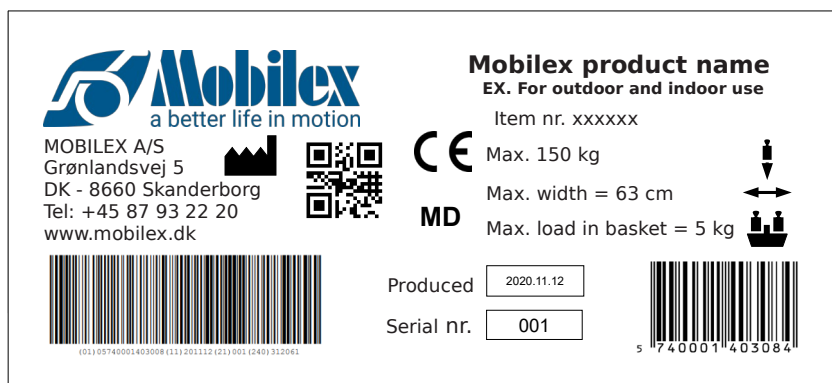 Mobilex
a better life in motion
MOBILEX A/S
Grønlandsvej 5
DK - 8660 Skanderborg
Tel: +45 87 93 22 20
www.mobilex.dk
(01) 05740001403008 (11) 201112 (21) 001 (240) 312061
Mobilex product name
EX. For outdoor and indoor use
Item nr. xxxxxx
CE
Max. 150 kg
Max. width = 63 cm
MD
Max. load in basket = 5 kg
Produced 2020.11.12
Serial nr. 001
5 740001 403084